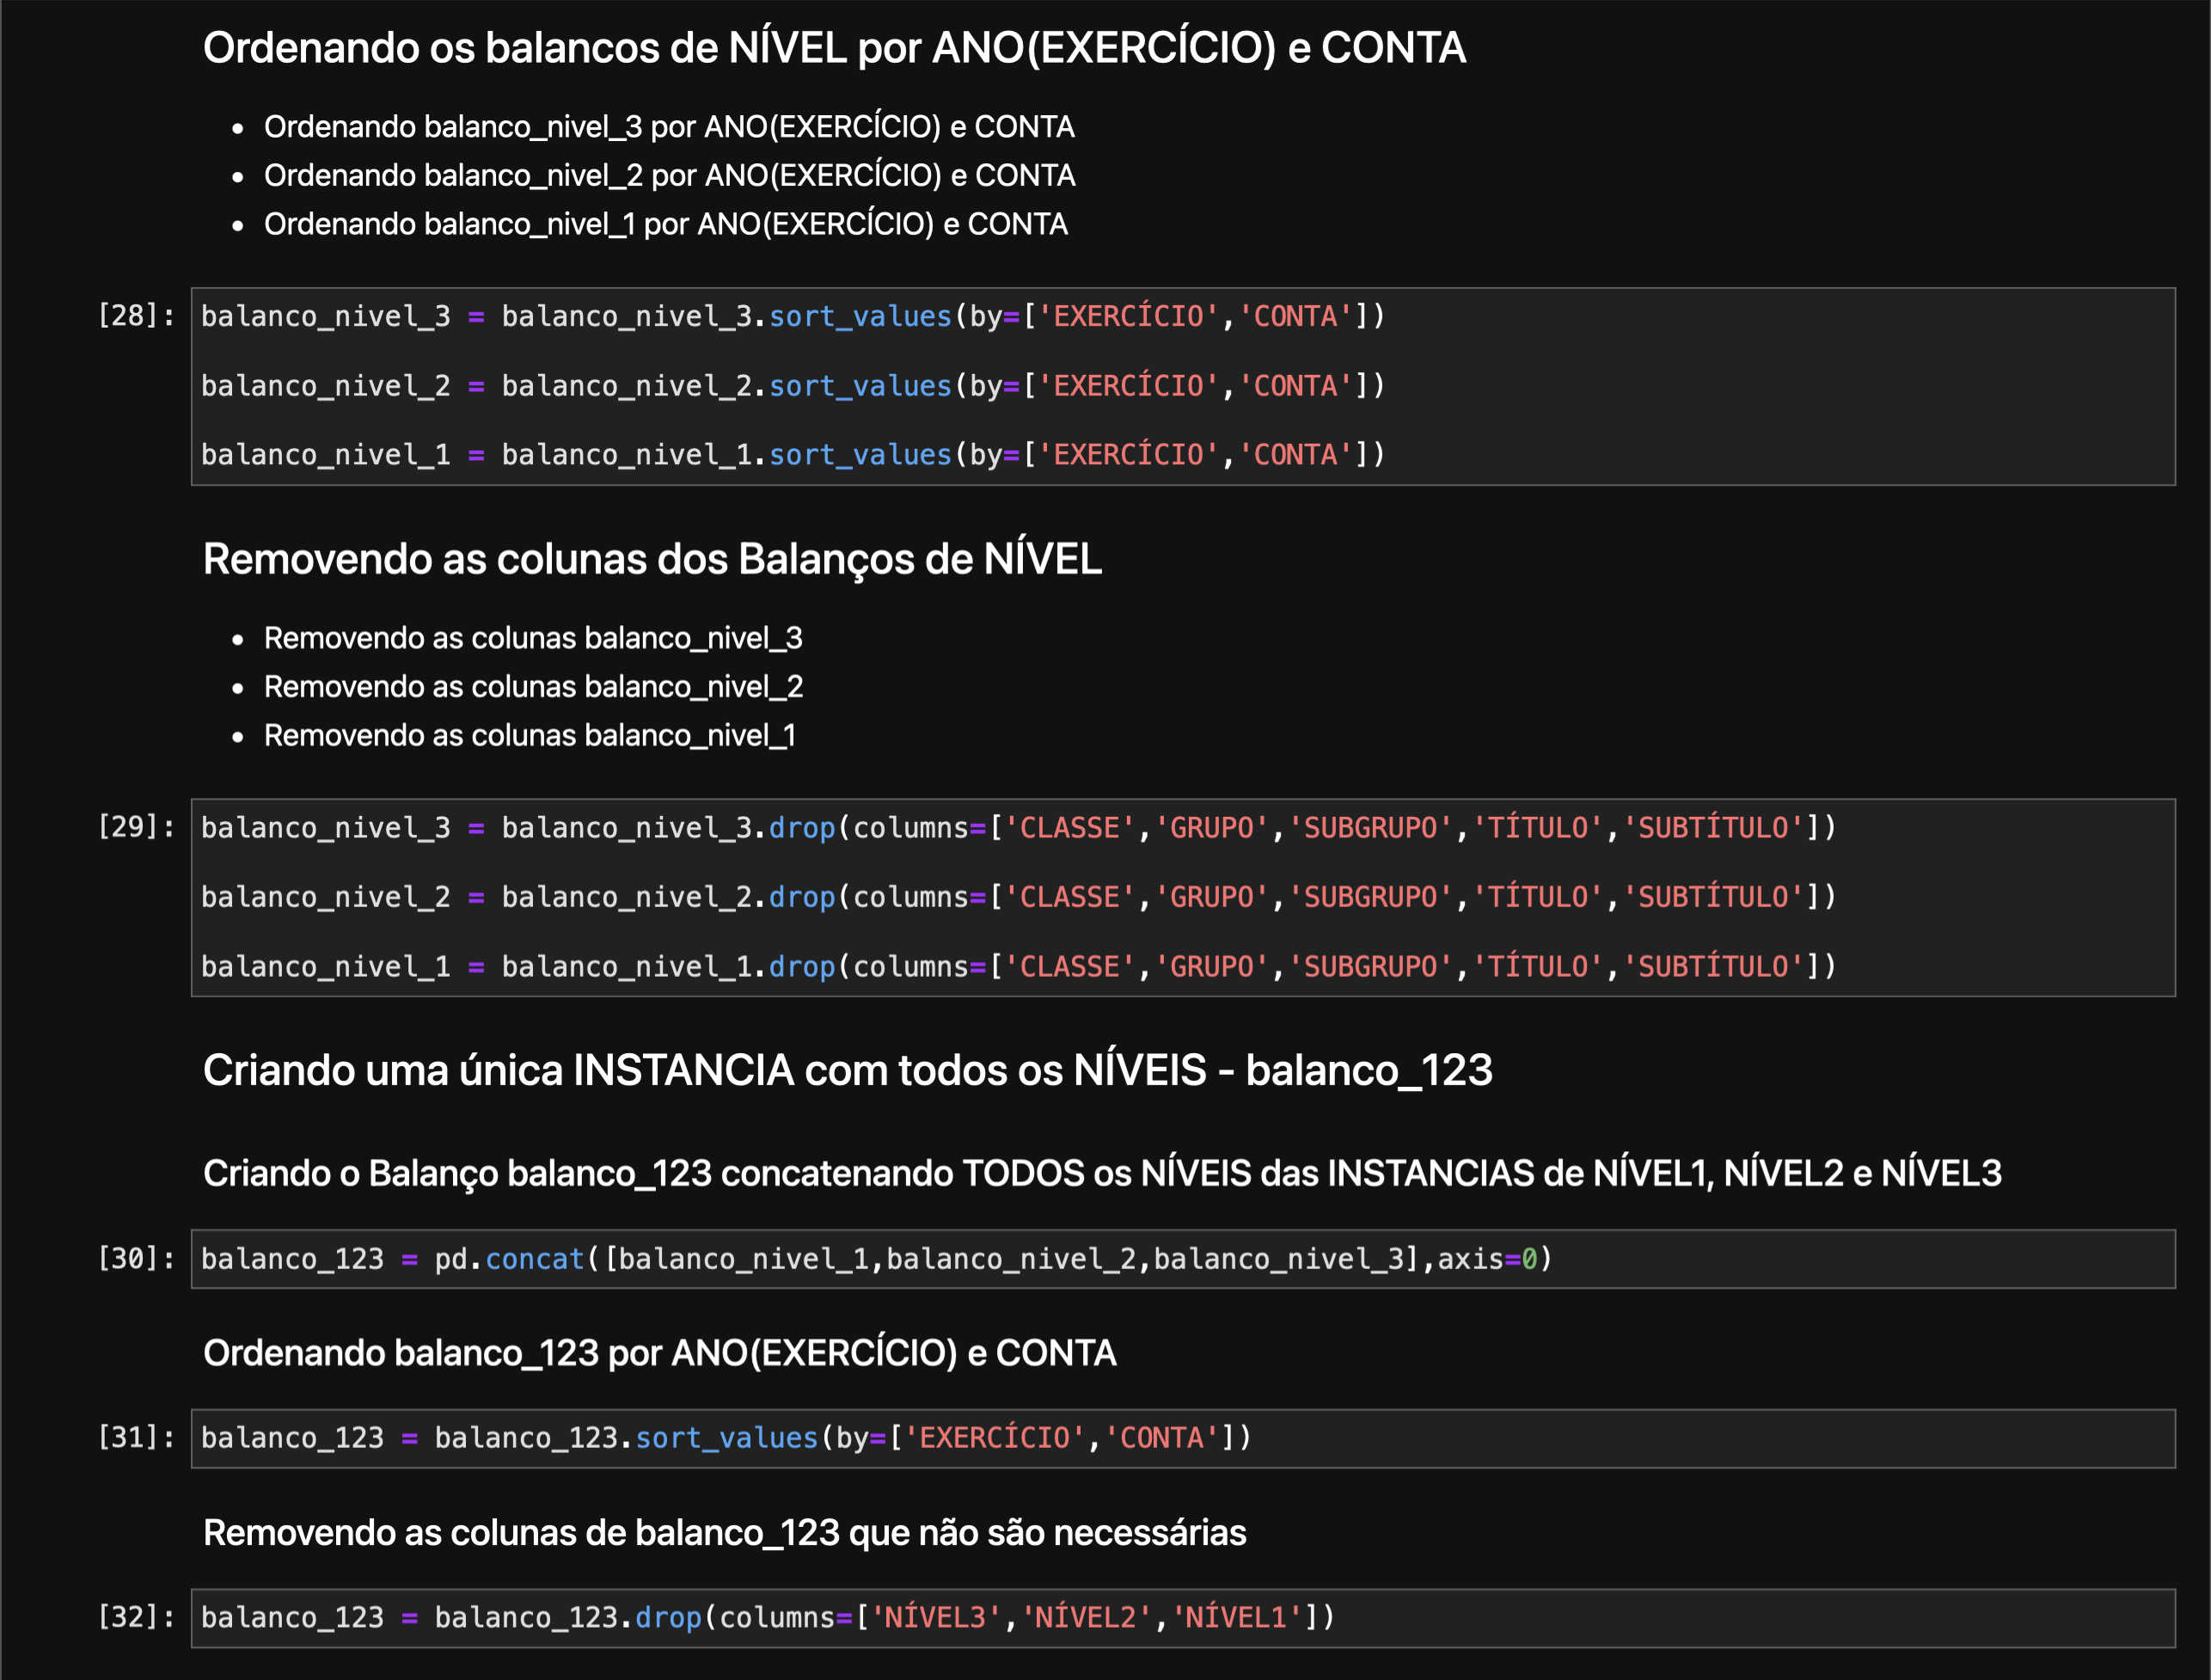 Ordenando os balancos de NÍVEL por ANO(EXERCÍCIO) e CONTA
• Ordenando balanco_nivel_3 por ANO(EXERCÍCIO) e CONTA
• Ordenando balanco_nivel_2 por ANO(EXERCÍCIO) e CONTA
• Ordenando balanco_nivel_1 por ANO(EXERCÍCIO) e CONTA
[28]: balanco_nivel_3 = balanco_nivel_3.sort_values(by=['EXERCÍCIO','CONTA'])
balanco_nivel_2 = balanco_nivel_2.sort_values(by=['EXERCÍCIO','CONTA'])
balanco_nivel_1 = balanco_nivel_1.sort_values(by=['EXERCÍCIO','CONTA'])
Removendo as colunas dos Balanços de NÍVEL
• Removendo as colunas balanco_nivel_3
• Removendo as colunas balanco_nivel_2
• Removendo as colunas balanco_nivel_1
[29]: balanco_nivel_3 = balanco_nivel_3.drop(columns=['CLASSE','GRUPO','SUBGRUPO','TÍTULO','SUBTÍTULO'])
balanco_nivel_2 = balanco_nivel_2.drop(columns=['CLASSE','GRUPO','SUBGRUPO','TÍTULO','SUBTÍTULO'])
balanco_nivel_1 = balanco_nivel_1.drop(columns=['CLASSE','GRUPO','SUBGRUPO','TÍTULO','SUBTÍTULO'])
Criando uma única INSTANCIA com todos os NÍVEIS - balanco_123
Criando o Balanço balanco_123 concatenando TODOS os NÍVEIS das INSTANCIAS de NÍVEL1, NÍVEL2 e NÍVEL3
[30]: balanco_123 = pd.concat([balanco_nivel_1,balanco_nivel_2,balanco_nivel_3],axis=0)
Ordenando balanco_123 por ANO(EXERCÍCIO) e CONTA
[31]: balanco_123 = balanco_123.sort_values(by=['EXERCÍCIO','CONTA'])
Removendo as colunas de balanco_123 que não são necessárias
[32]: balanco_123 = balanco_123.drop(columns=['NÍVEL3','NÍVEL2','NÍVEL1'])